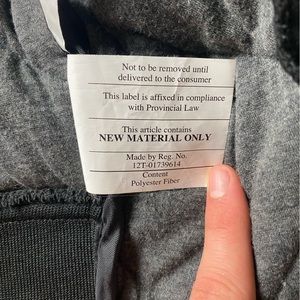 Not to be removed until
delivered to the consumer
This label is affixed in compliance
with Provincial Law
This article contains
NEW MATERIAL ONLY
Made by Reg. No.
12T-01739614
Content
Polyester Fiber